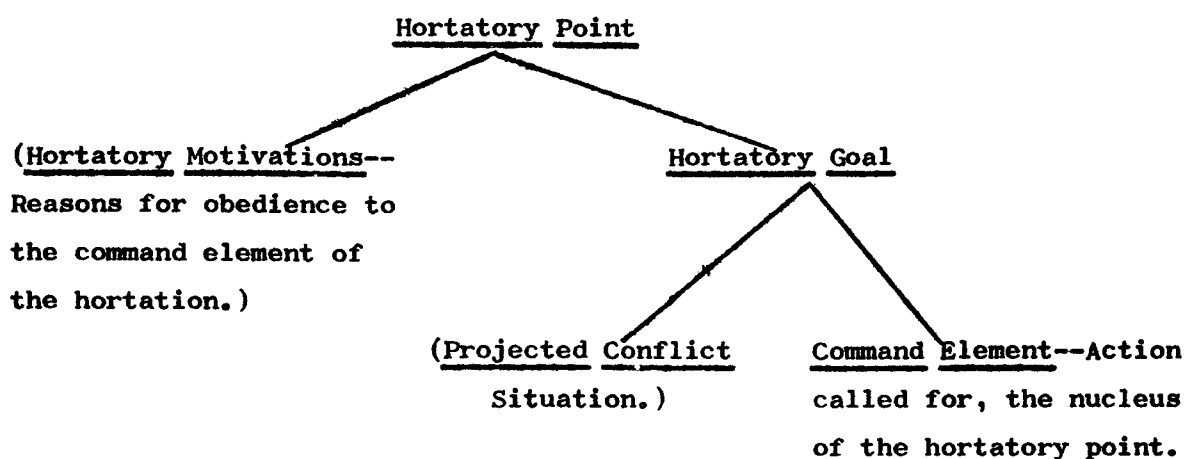 Hortatory Point
(Hortatory Motivations--
Reasons for obedience to
the command element of
the hortation.)
Hortatory Goal
(Projected Conflict
Situation.)
Command Element--Action
called for, the nucleus
of the hortatory point.